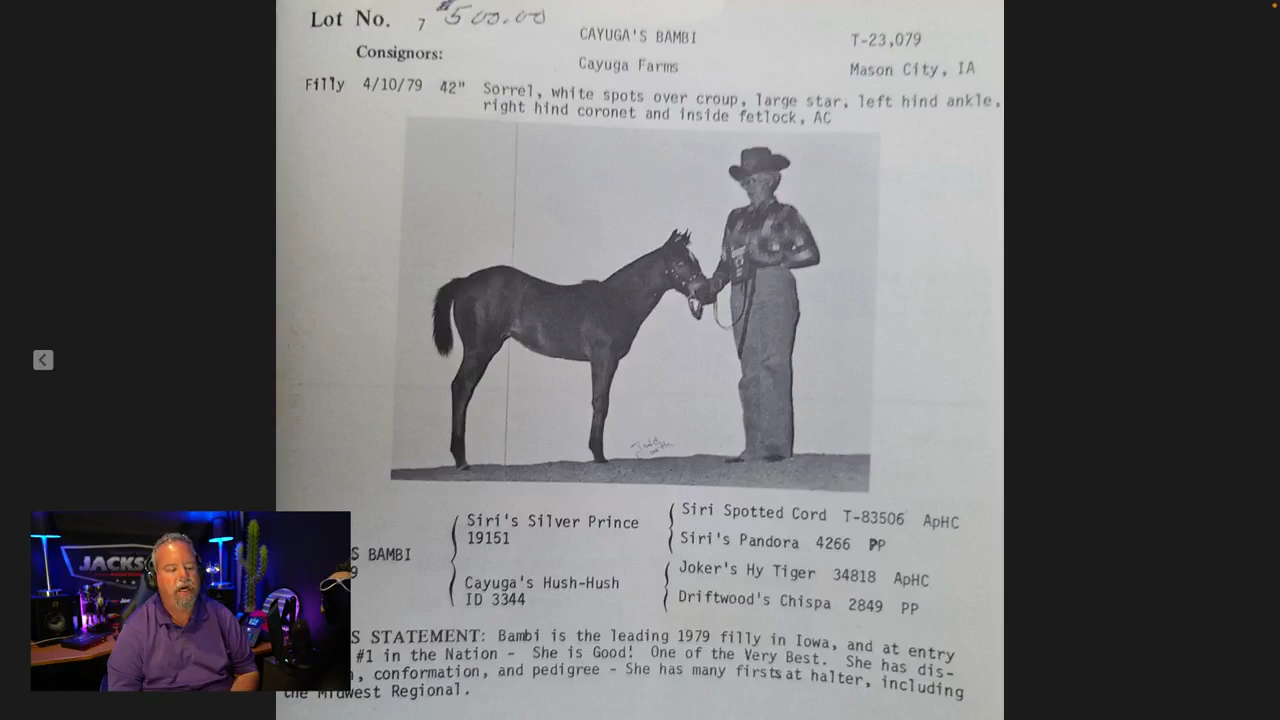 Lot No. 7 $500.00
CAYUGA'S BAMBI T-23,079
Consignors: Cayuga Farms Mason City, IA
Filly 4/10/79 42" Sorrel, white spots over croup, large star, left hind ankle,
right hind coronet and inside fetlock, AC
Siri Spotted Cord T-83506 ApHC
Siri's Silver Prince
19151
Siri's Pandora 4266 PP
S BAMBI
9
Joker's Hy Tiger 34818 ApHC
Cayuga's Hush-Hush
ID 3344
Driftwood's Chispa 2849 PP
S STATEMENT: Bambi is the leading 1979 filly in Iowa, and at entry
#1 in the Nation - She is Good! One of the Very Best. She has dis-
, conformation, and pedigree - She has many firsts at halter, including
the Midwest Regional.
JACKS